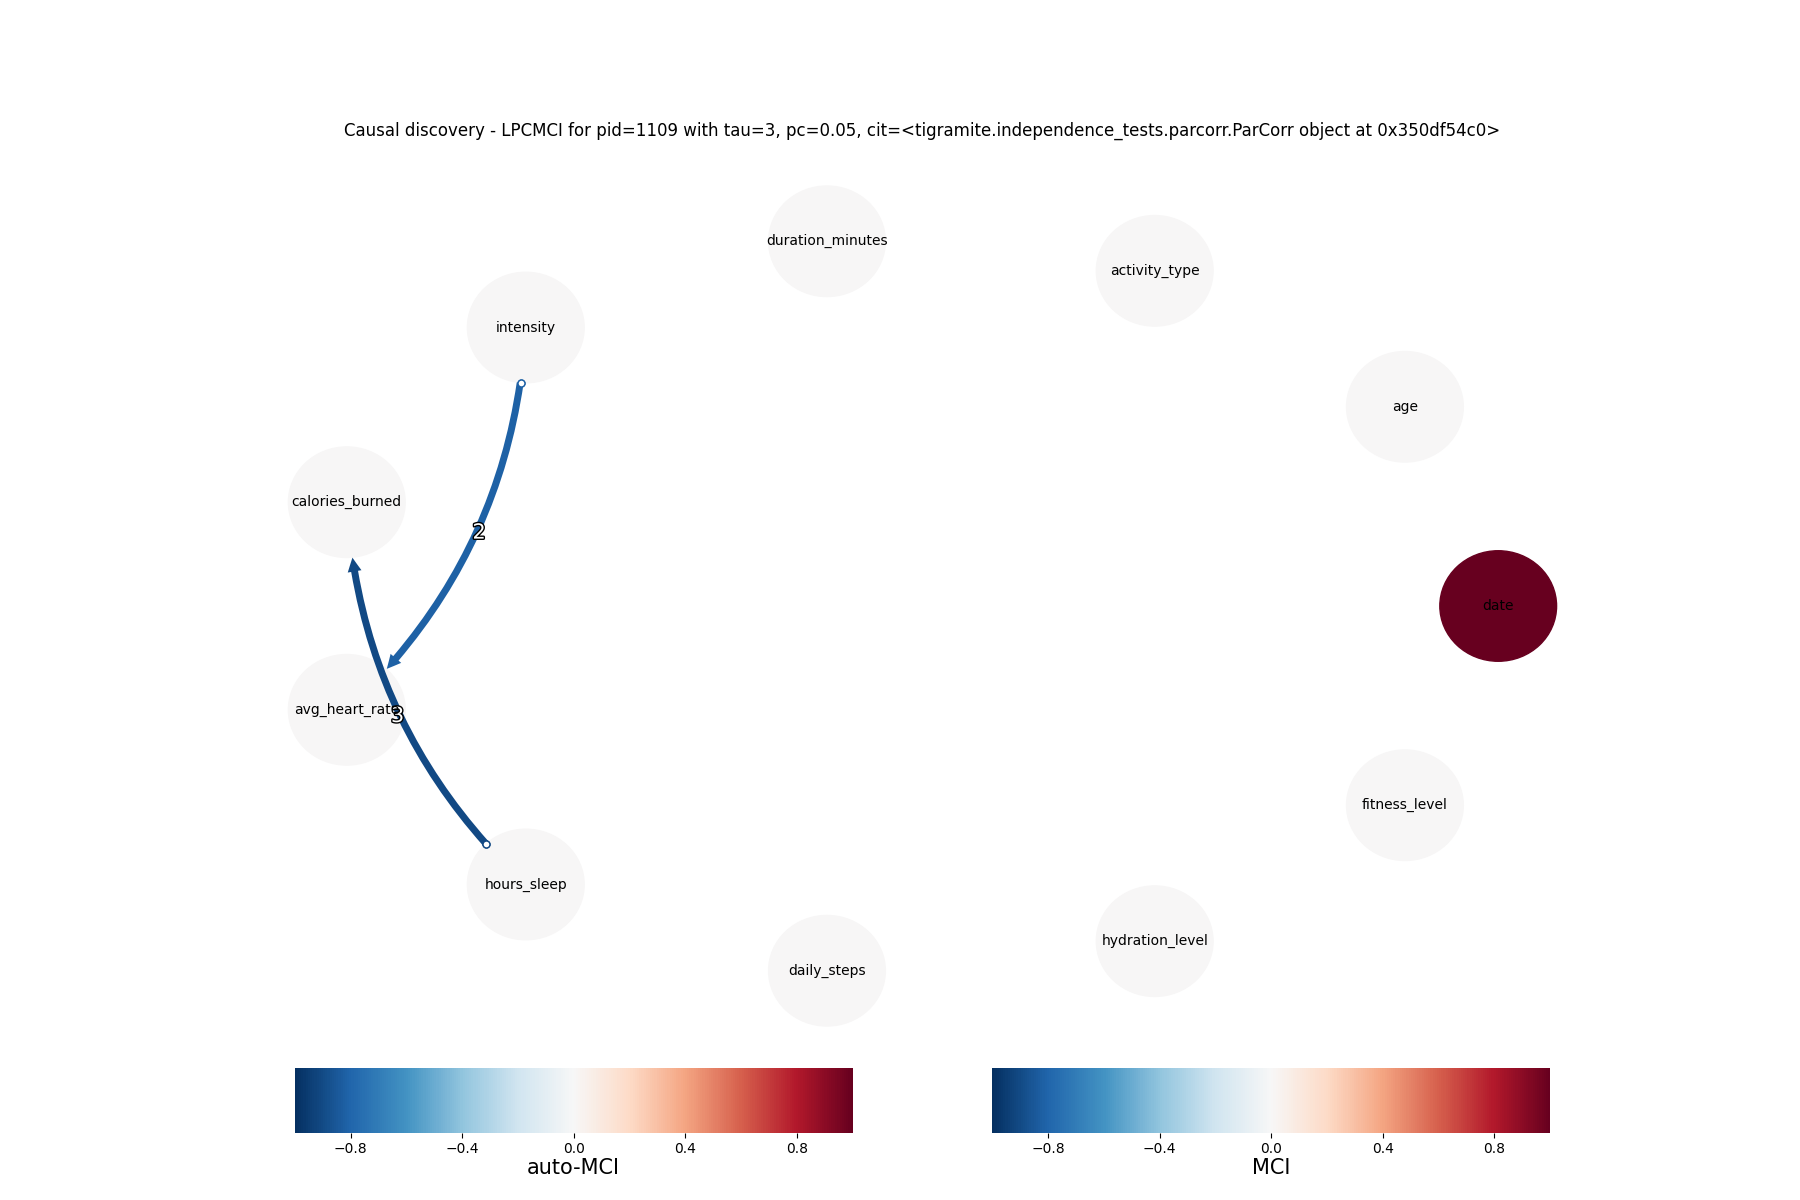 Causal discovery - LPCMCI for pid=1109 with tau=3, pc=0.05, cit=<tigramite.independence_tests.parcorr.ParCorr object at 0x350df54c0>
duration_minutes
activity_type
intensity
age
calories_burned
2
date
avg_heart_rate
3
fitness_level
hours_sleep
hydration_level
daily_steps
−0.8 −0.4 0.0 0.4 0.8
auto-MCI
−0.8 −0.4 0.0 0.4 0.8
MCI